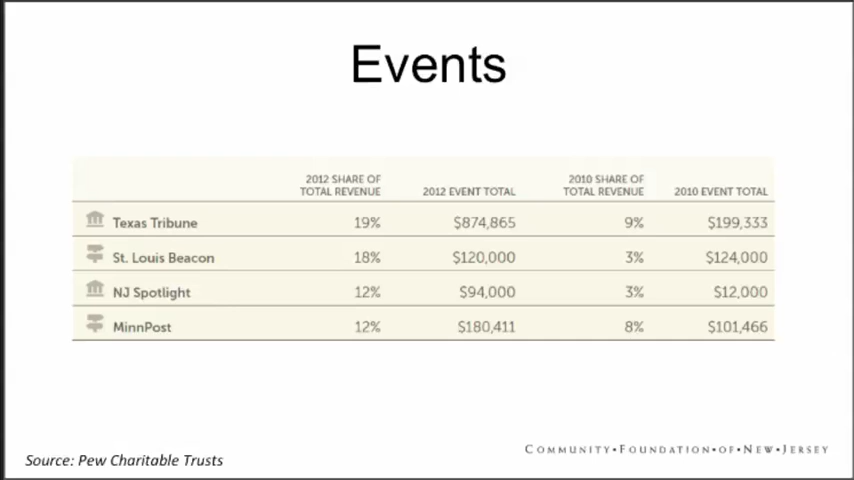 Events
2012 SHARE OF TOTAL REVENUE 2012 EVENT TOTAL 2010 SHARE OF TOTAL REVENUE 2010 EVENT TOTAL
Texas Tribune 19% $874,865 9% $199,333
St. Louis Beacon 18% $120,000 3% $124,000
NJ Spotlight 12% $94,000 3% $12,000
MinnPost 12% $180,411 8% $101,466
COMMUNITY•FOUNDATION•OF•NEW•JERSEY
Source: Pew Charitable Trusts